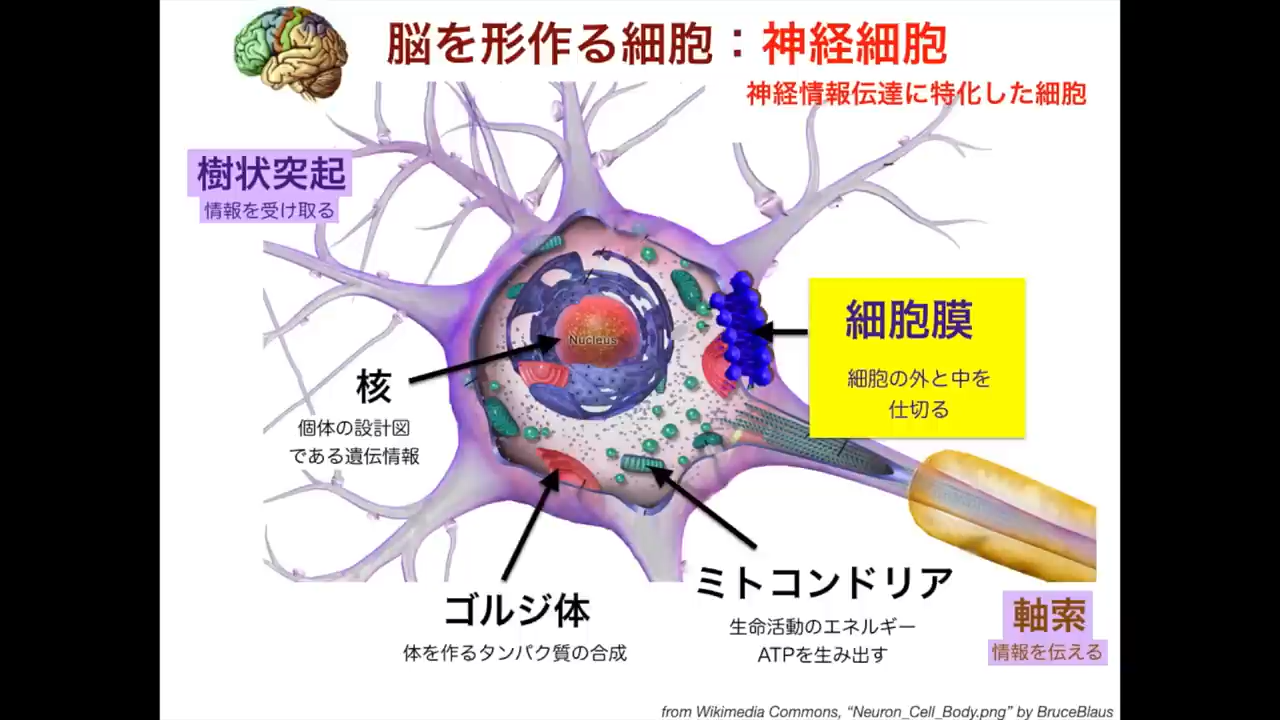 脳を形作る細胞：神経細胞
神経情報伝達に特化した細胞
樹状突起
情報を受け取る
細胞膜
細胞の外と中を
仕切る
Nucleus
核
個体の設計図
である遺伝情報
ミトコンドリア
生命活動のエネルギー
ATPを生み出す
ゴルジ体
体を作るタンパク質の合成
軸索
情報を伝える
from Wikimedia Commons, “Neuron_Cell_Body.png” by BruceBlaus